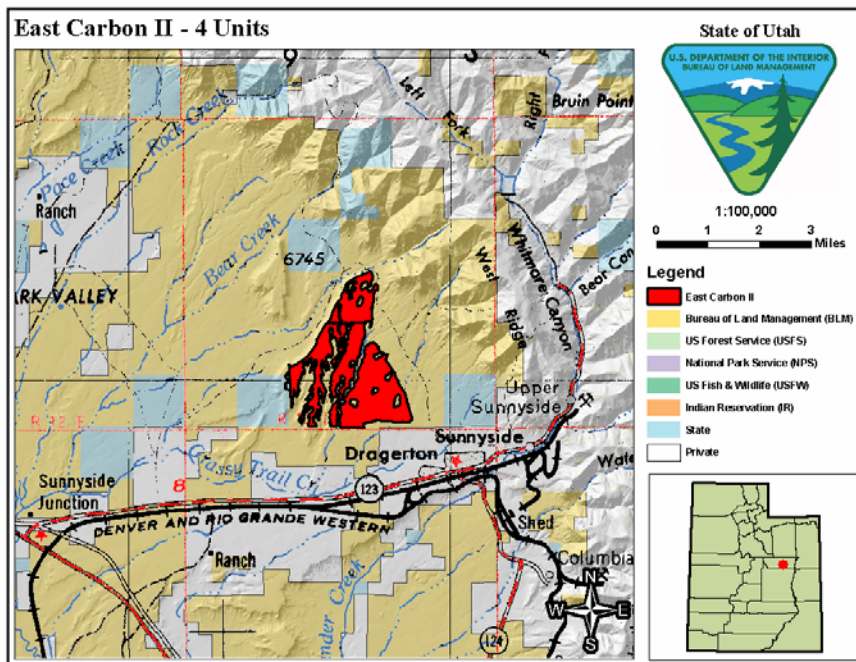 East Carbon II - 4 Units
State of Utah
U.S. DEPARTMENT OF THE INTERIOR
BUREAU OF LAND MANAGEMENT
1:100,000
0 1 2 3
Miles
Legend
East Carbon II
Bureau of Land Management (BLM)
US Forest Service (USFS)
National Park Service (NPS)
US Fish & Wildlife (USFW)
Indian Reservation (IR)
State
Private
Left
Fork
Right
Bruin Point
Rock Creek
Pace Creek
Ranch
Bear Creek
6745
ARK VALLEY
West
Ridge
Whitmore Canyon
Bear Can
Upper
Sunnyside
R 12 E
R
Sunnyside
Dragerton
Grassy Trail Cr
123
8
Sunnyside
Junction
DENVER AND RIO GRANDE WESTERN
Ranch
Shed
Columbia
124
N
W E
S